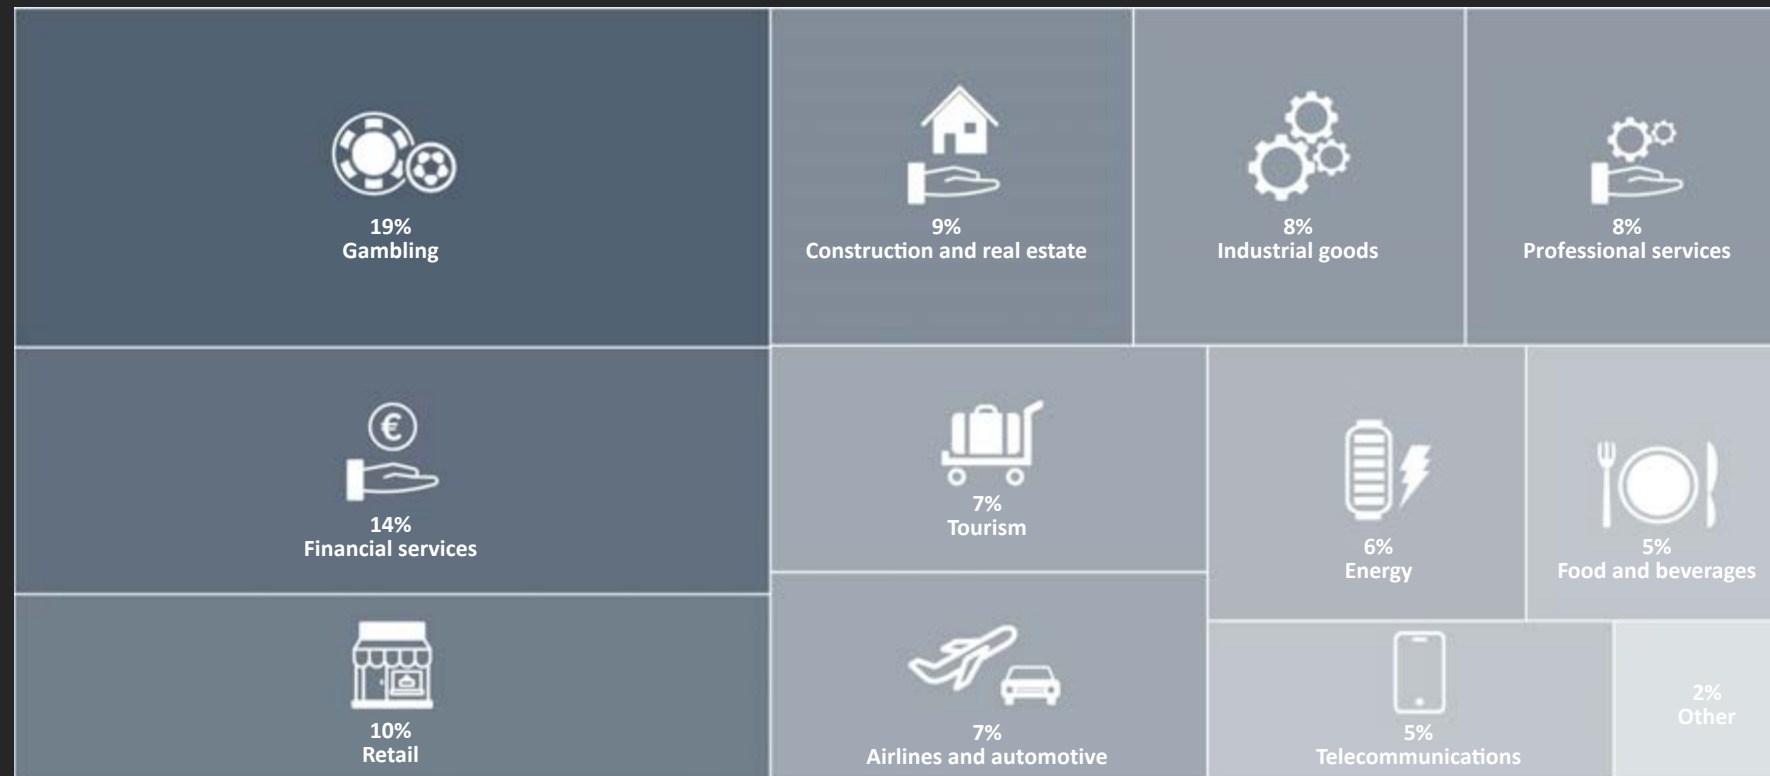 19%
Gambling
9%
Construction and real estate
8%
Industrial goods
8%
Professional services
€
14%
Financial services
7%
Tourism
6%
Energy
5%
Food and beverages
10%
Retail
7%
Airlines and automotive
5%
Telecommunications
2%
Other